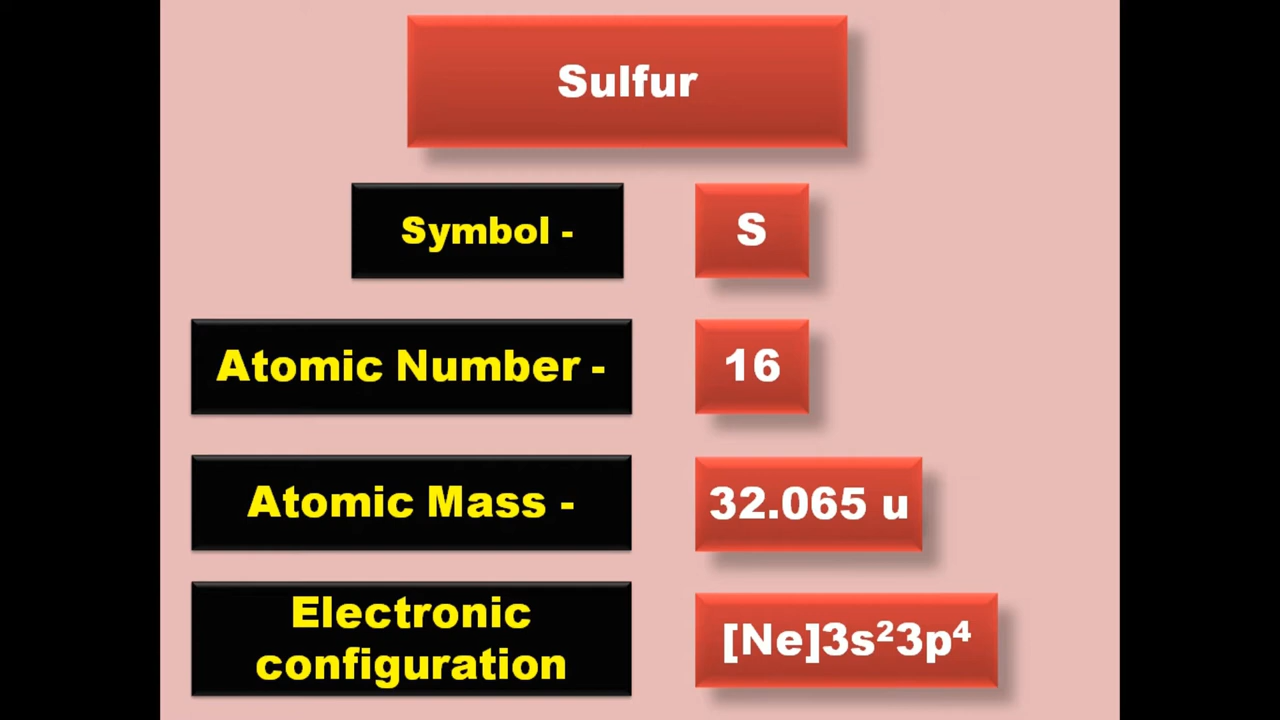 Sulfur
Symbol -
S
Atomic Number -
16
Atomic Mass -
32.065 u
Electronic
configuration
[Ne]3s²3p⁴